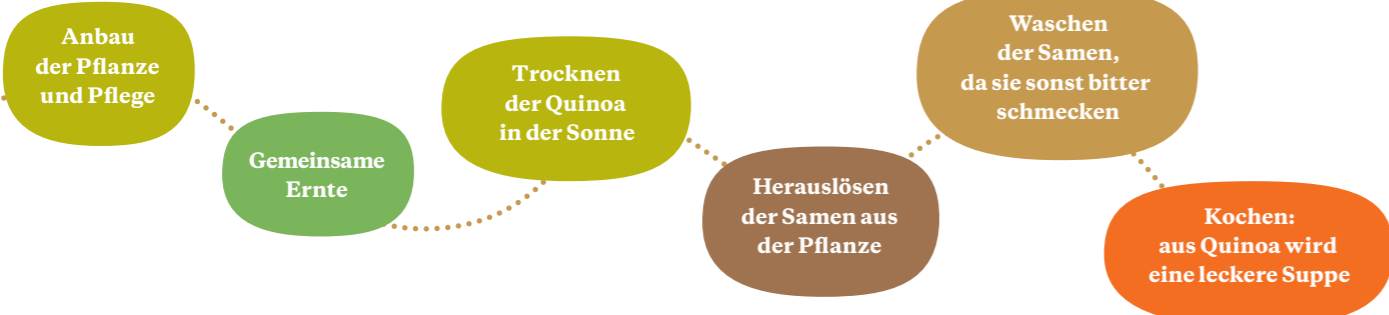 Anbau
der Pflanze
und Pflege
Gemeinsame
Ernte
Trocknen
der Quinoa
in der Sonne
Herauslösen
der Samen aus
der Pflanze
Waschen
der Samen,
da sie sonst bitter
schmecken
Kochen:
aus Quinoa wird
eine leckere Suppe